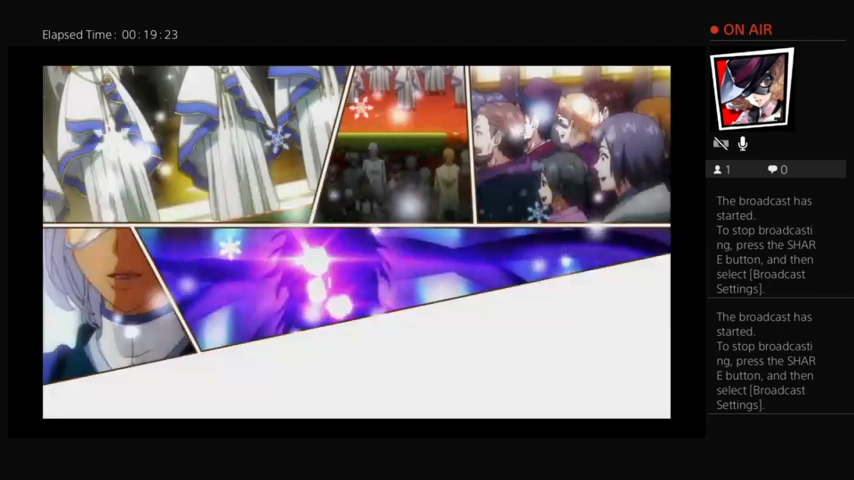 Elapsed Time: 00:19:23
ON AIR
1
0
The broadcast has
started.
To stop broadcasti
ng, press the SHAR
E button, and then
select [Broadcast
Settings].
The broadcast has
started.
To stop broadcasti
ng, press the SHAR
E button, and then
select [Broadcast
Settings].